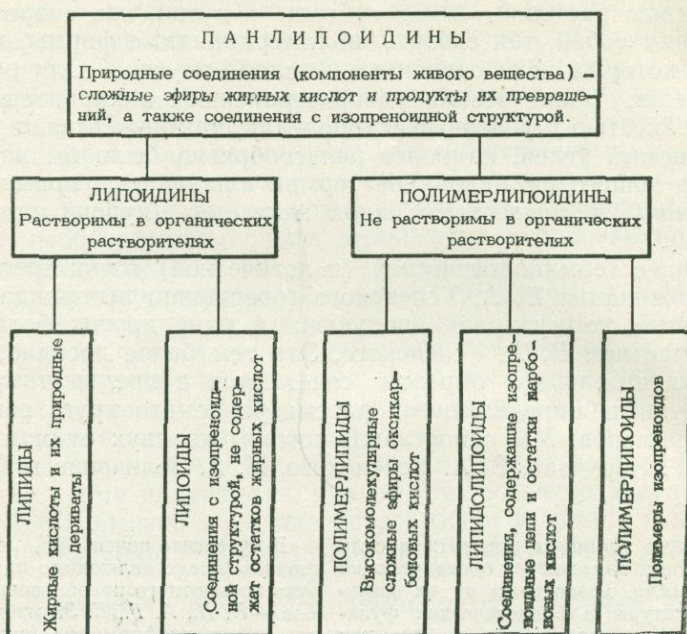 ПАНЛИПОИДИНЫ
Природные соединения (компоненты живого вещества) –
сложные эфиры жирных кислот и продукты их превраще-
ний, а также соединения с изопреноидной структурой.
ЛИПОИДИНЫ
Растворимы в органических
растворителях
ПОЛИМЕРЛИПОИДИНЫ
Не растворимы в органических
растворителях
ЛИПИДЫ
Жирные кислоты и их природные
дериваты
ЛИПОИДЫ
Соединения с изопреноид-
ной структурой, не содер-
жат остатков жирных кислот
ПОЛИМЕРЛИПИДЫ
Высокомолекулярные
сложные эфиры оксикар-
боновых кислот
ЛИПИДОЛИПОИДЫ
Соединения, содержащие изопре-
ноидные цепи и остатки карбо-
новых кислот
ПОЛИМЕРЛИПОИДЫ
Полимеры изопреноидов